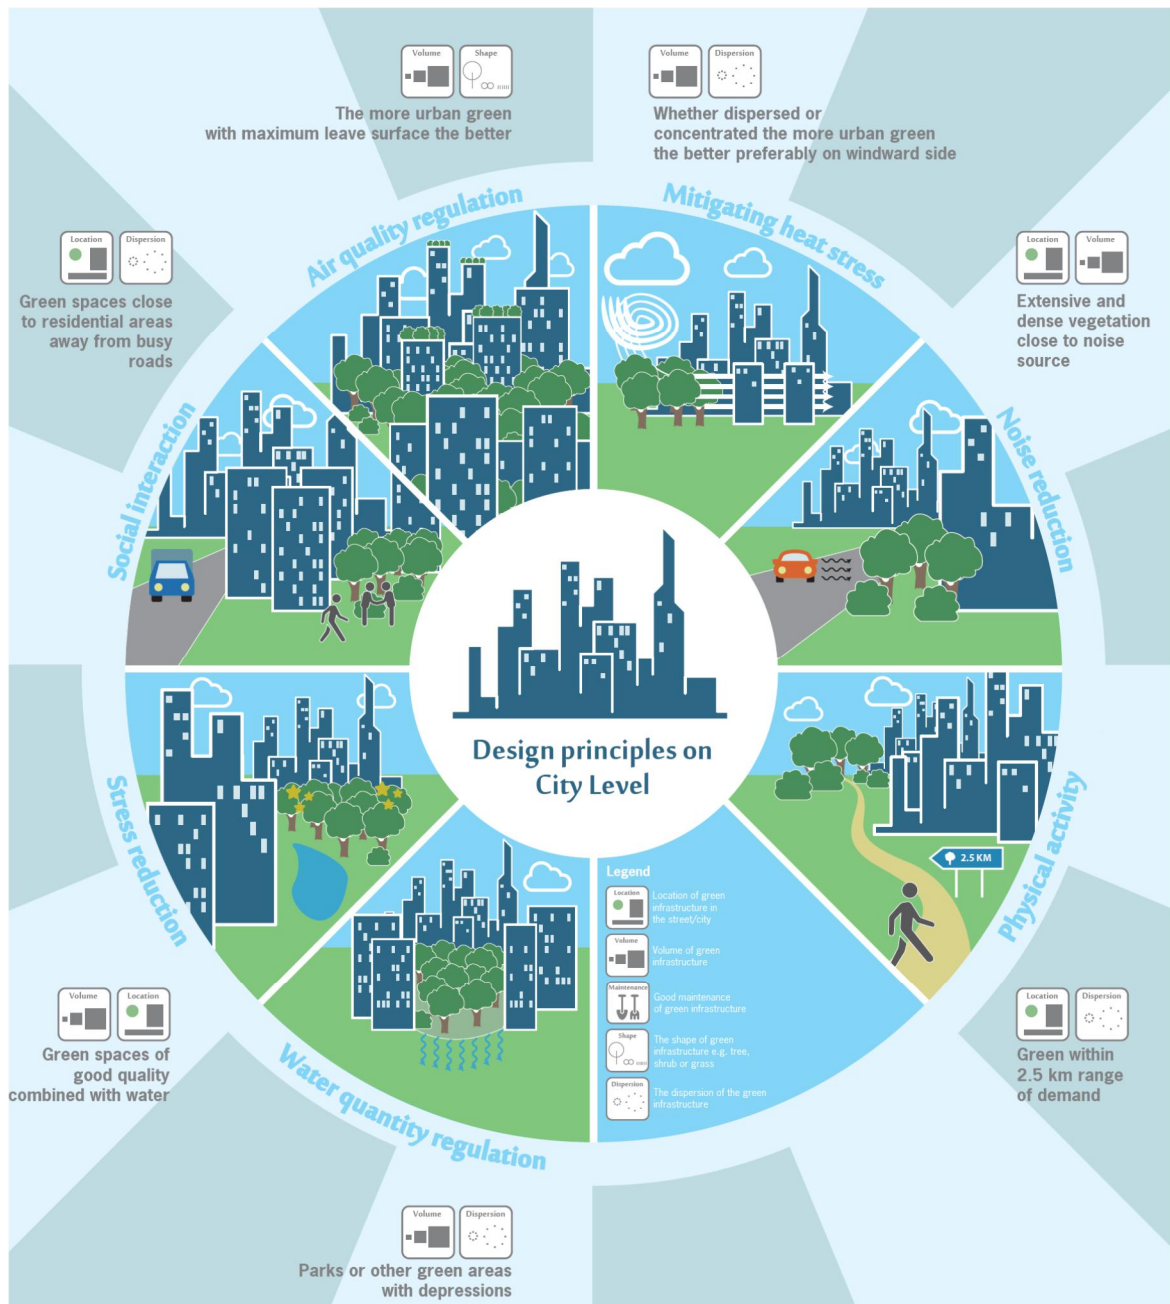 Volume
Shape
The more urban green
with maximum leave surface the better
Volume
Dispersion
Whether dispersed or
concentrated the more urban green
the better preferably on windward side
Air quality regulation
Mitigating heat stress
Location
Dispersion
Green spaces close
to residential areas
away from busy
roads
Location
Volume
Extensive and
dense vegetation
close to noise
source
Social interaction
Noise reduction
Design principles on
City Level
Stress reduction
Physical activity
2.5 KM
Legend
Location
Location of green
infrastructure in
the street/city
Volume
Volume of green
infrastructure
Maintenance
Good maintenance
of green infrastructure
Shape
The shape of green
infrastructure e.g. tree,
shrub or grass
Dispersion
The dispersion of the green
infrastructure
Volume
Location
Green spaces of
good quality
combined with water
Location
Dispersion
Green within
2.5 km range
of demand
Water quantity regulation
Volume
Dispersion
Parks or other green areas
with depressions